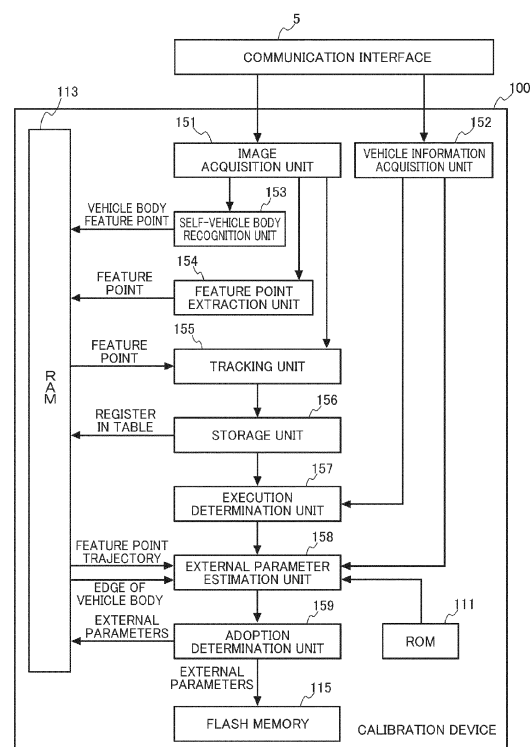 5
COMMUNICATION INTERFACE
100
113
151
152
IMAGE
ACQUISITION UNIT
VEHICLE INFORMATION
ACQUISITION UNIT
153
VEHICLE BODY
FEATURE POINT
SELF-VEHICLE BODY
RECOGNITION UNIT
154
FEATURE
POINT
FEATURE POINT
EXTRACTION UNIT
155
FEATURE
POINT
TRACKING UNIT
RAM
156
REGISTER
IN TABLE
STORAGE UNIT
157
EXECUTION
DETERMINATION UNIT
158
FEATURE POINT
TRAJECTORY
EXTERNAL PARAMETER
ESTIMATION UNIT
EDGE OF
VEHICLE BODY
159
111
EXTERNAL
PARAMETERS
ADOPTION
DETERMINATION UNIT
ROM
EXTERNAL
PARAMETERS
115
FLASH MEMORY
CALIBRATION DEVICE